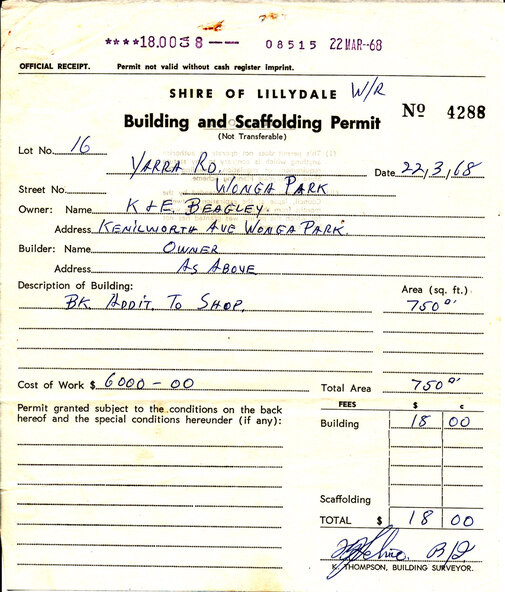 ****18.00 38 -- 08515 22 MAR-68
OFFICIAL RECEIPT. Permit not valid without cash register imprint.
SHIRE OF LILLYDALE W/R
Building and Scaffolding Permit No 4288
(Not Transferable)
Lot No. 16
YARRA RD. Date 22/3/68
Street No. WONGA PARK
Owner: Name K & E. BEAGLEY.
Address KENILWORTH AVE WONGA PARK.
Builder: Name OWNER
Address AS ABOVE
Description of Building: Area (sq. ft.)
BK. ADDIT. TO SHOP. 750
Cost of Work $ 6000-00 Total Area 750
Permit granted subject to the conditions on the back
hereof and the special conditions hereunder (if any):
FEES $ c
Building 18 00
Scaffolding
TOTAL $ 18 00
K. THOMPSON, BUILDING SURVEYOR.